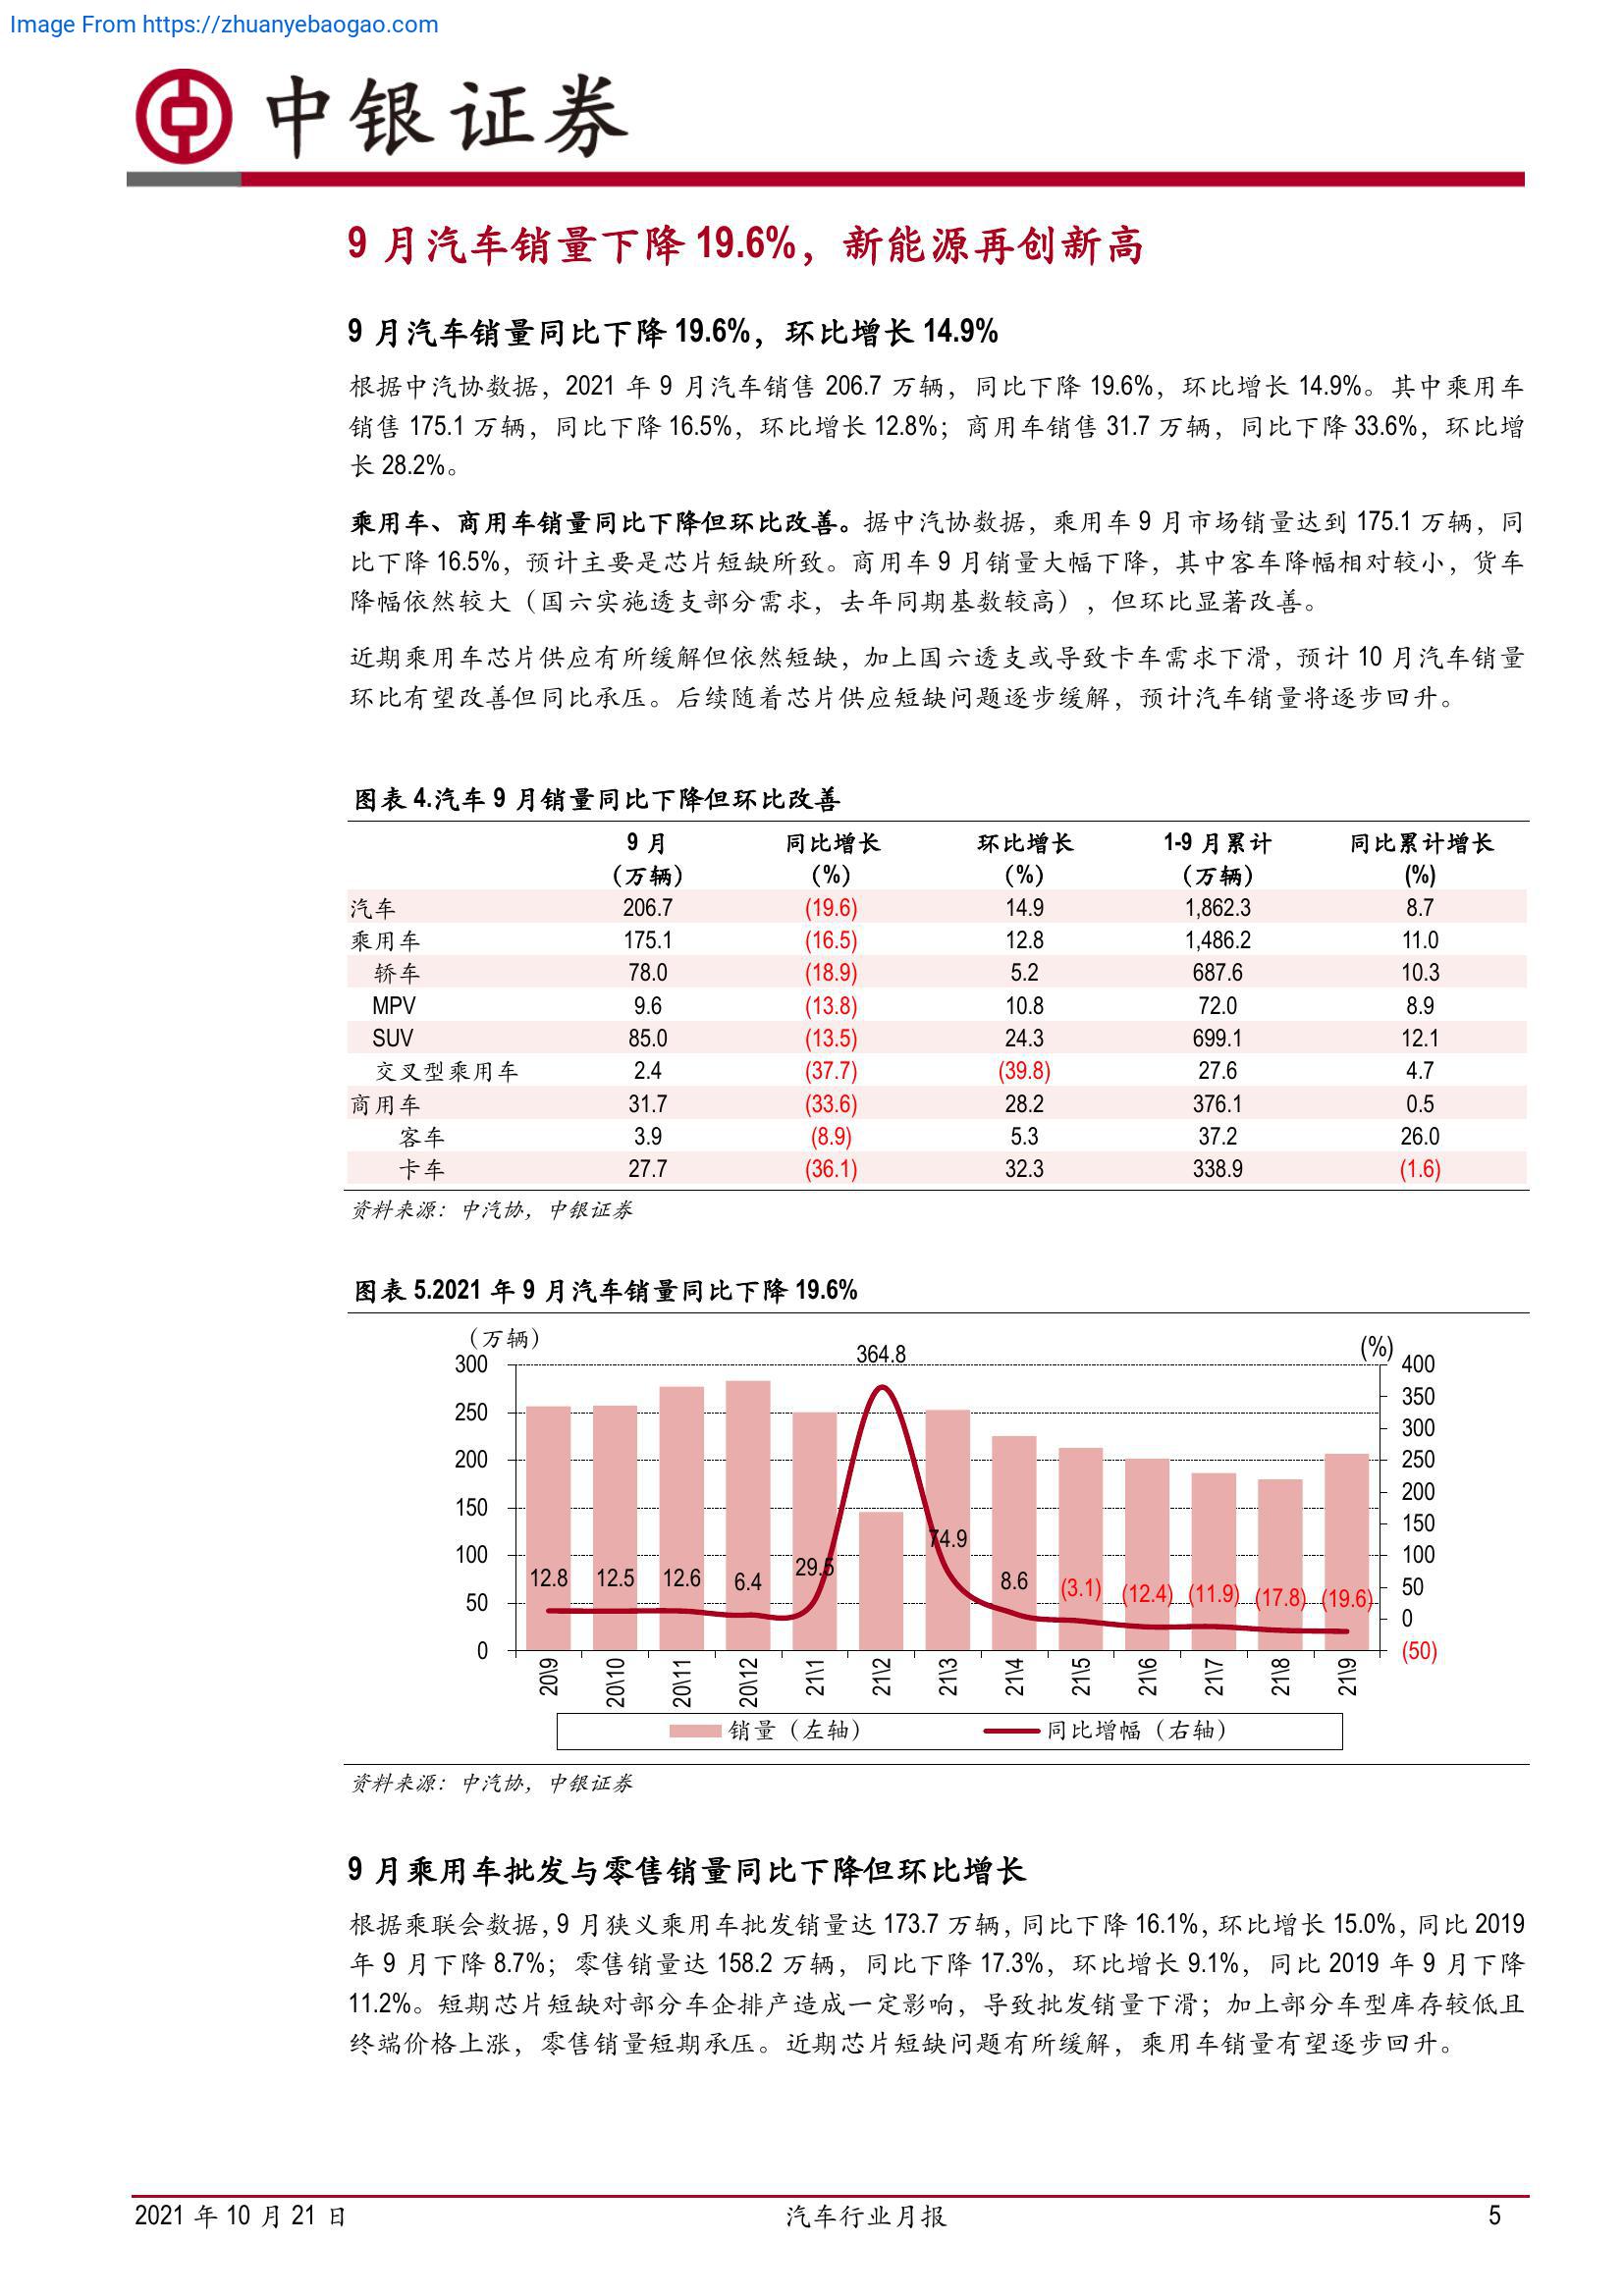 Image From https://zhuanyebaogao.com
中银证券
9 月汽车销量下降 19.6%，新能源再创新高
9 月汽车销量同比下降 19.6%，环比增长 14.9%
根据中汽协数据，2021 年 9 月汽车销售 206.7 万辆，同比下降 19.6%，环比增长 14.9%。其中乘用车
销售 175.1 万辆，同比下降 16.5%，环比增长 12.8%；商用车销售 31.7 万辆，同比下降 33.6%，环比增
长 28.2%。
乘用车、商用车销量同比下降但环比改善。据中汽协数据，乘用车 9 月市场销量达到 175.1 万辆，同
比下降 16.5%，预计主要是芯片短缺所致。商用车 9 月销量大幅下降，其中客车降幅相对较小，货车
降幅依然较大（国六实施透支部分需求，去年同期基数较高），但环比显著改善。
近期乘用车芯片供应有所缓解但依然短缺，加上国六透支或导致卡车需求下滑，预计 10 月汽车销量
环比有望改善但同比承压。后续随着芯片供应短缺问题逐步缓解，预计汽车销量将逐步回升。
图表 4.汽车 9 月销量同比下降但环比改善
9 月 同比增长 环比增长 1-9 月累计 同比累计增长
（万辆） （%） （%） （万辆） (%)
汽车 206.7 (19.6) 14.9 1,862.3 8.7
乘用车 175.1 (16.5) 12.8 1,486.2 11.0
轿车 78.0 (18.9) 5.2 687.6 10.3
MPV 9.6 (13.8) 10.8 72.0 8.9
SUV 85.0 (13.5) 24.3 699.1 12.1
交叉型乘用车 2.4 (37.7) (39.8) 27.6 4.7
商用车 31.7 (33.6) 28.2 376.1 0.5
客车 3.9 (8.9) 5.3 37.2 26.0
卡车 27.7 (36.1) 32.3 338.9 (1.6)
资料来源：中汽协，中银证券
图表 5.2021 年 9 月汽车销量同比下降 19.6%
（万辆） (%)
300 250 200 150 100 50 0
364.8
12.8 12.5 12.6 6.4 29.5 74.9 8.6 (3.1) (12.4) (11.9) (17.8) (19.6)
400 350 300 250 200 150 100 50 0 (50)
20\9 20\10 20\11 20\12 21\1 21\2 21\3 21\4 21\5 21\6 21\7 21\8 21\9
销量（左轴） 同比增幅（右轴）
资料来源：中汽协，中银证券
9 月乘用车批发与零售销量同比下降但环比增长
根据乘联会数据，9 月狭义乘用车批发销量达 173.7 万辆，同比下降 16.1%，环比增长 15.0%，同比 2019
年 9 月下降 8.7%；零售销量达 158.2 万辆，同比下降 17.3%，环比增长 9.1%，同比 2019 年 9 月下降
11.2%。短期芯片短缺对部分车企排产造成一定影响，导致批发销量下滑；加上部分车型库存较低且
终端价格上涨，零售销量短期承压。近期芯片短缺问题有所缓解，乘用车销量有望逐步回升。
2021 年 10 月 21 日 汽车行业月报 5